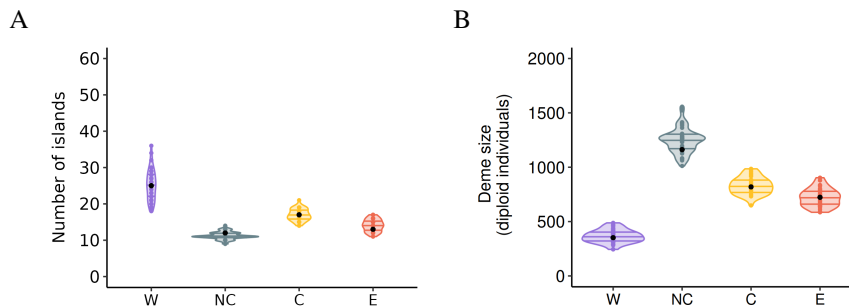 A
B
Number of islands
60
50
40
30
20
10
0
W NC C E
Deme size
(diploid individuals)
2000
1500
1000
500
0
W NC C E